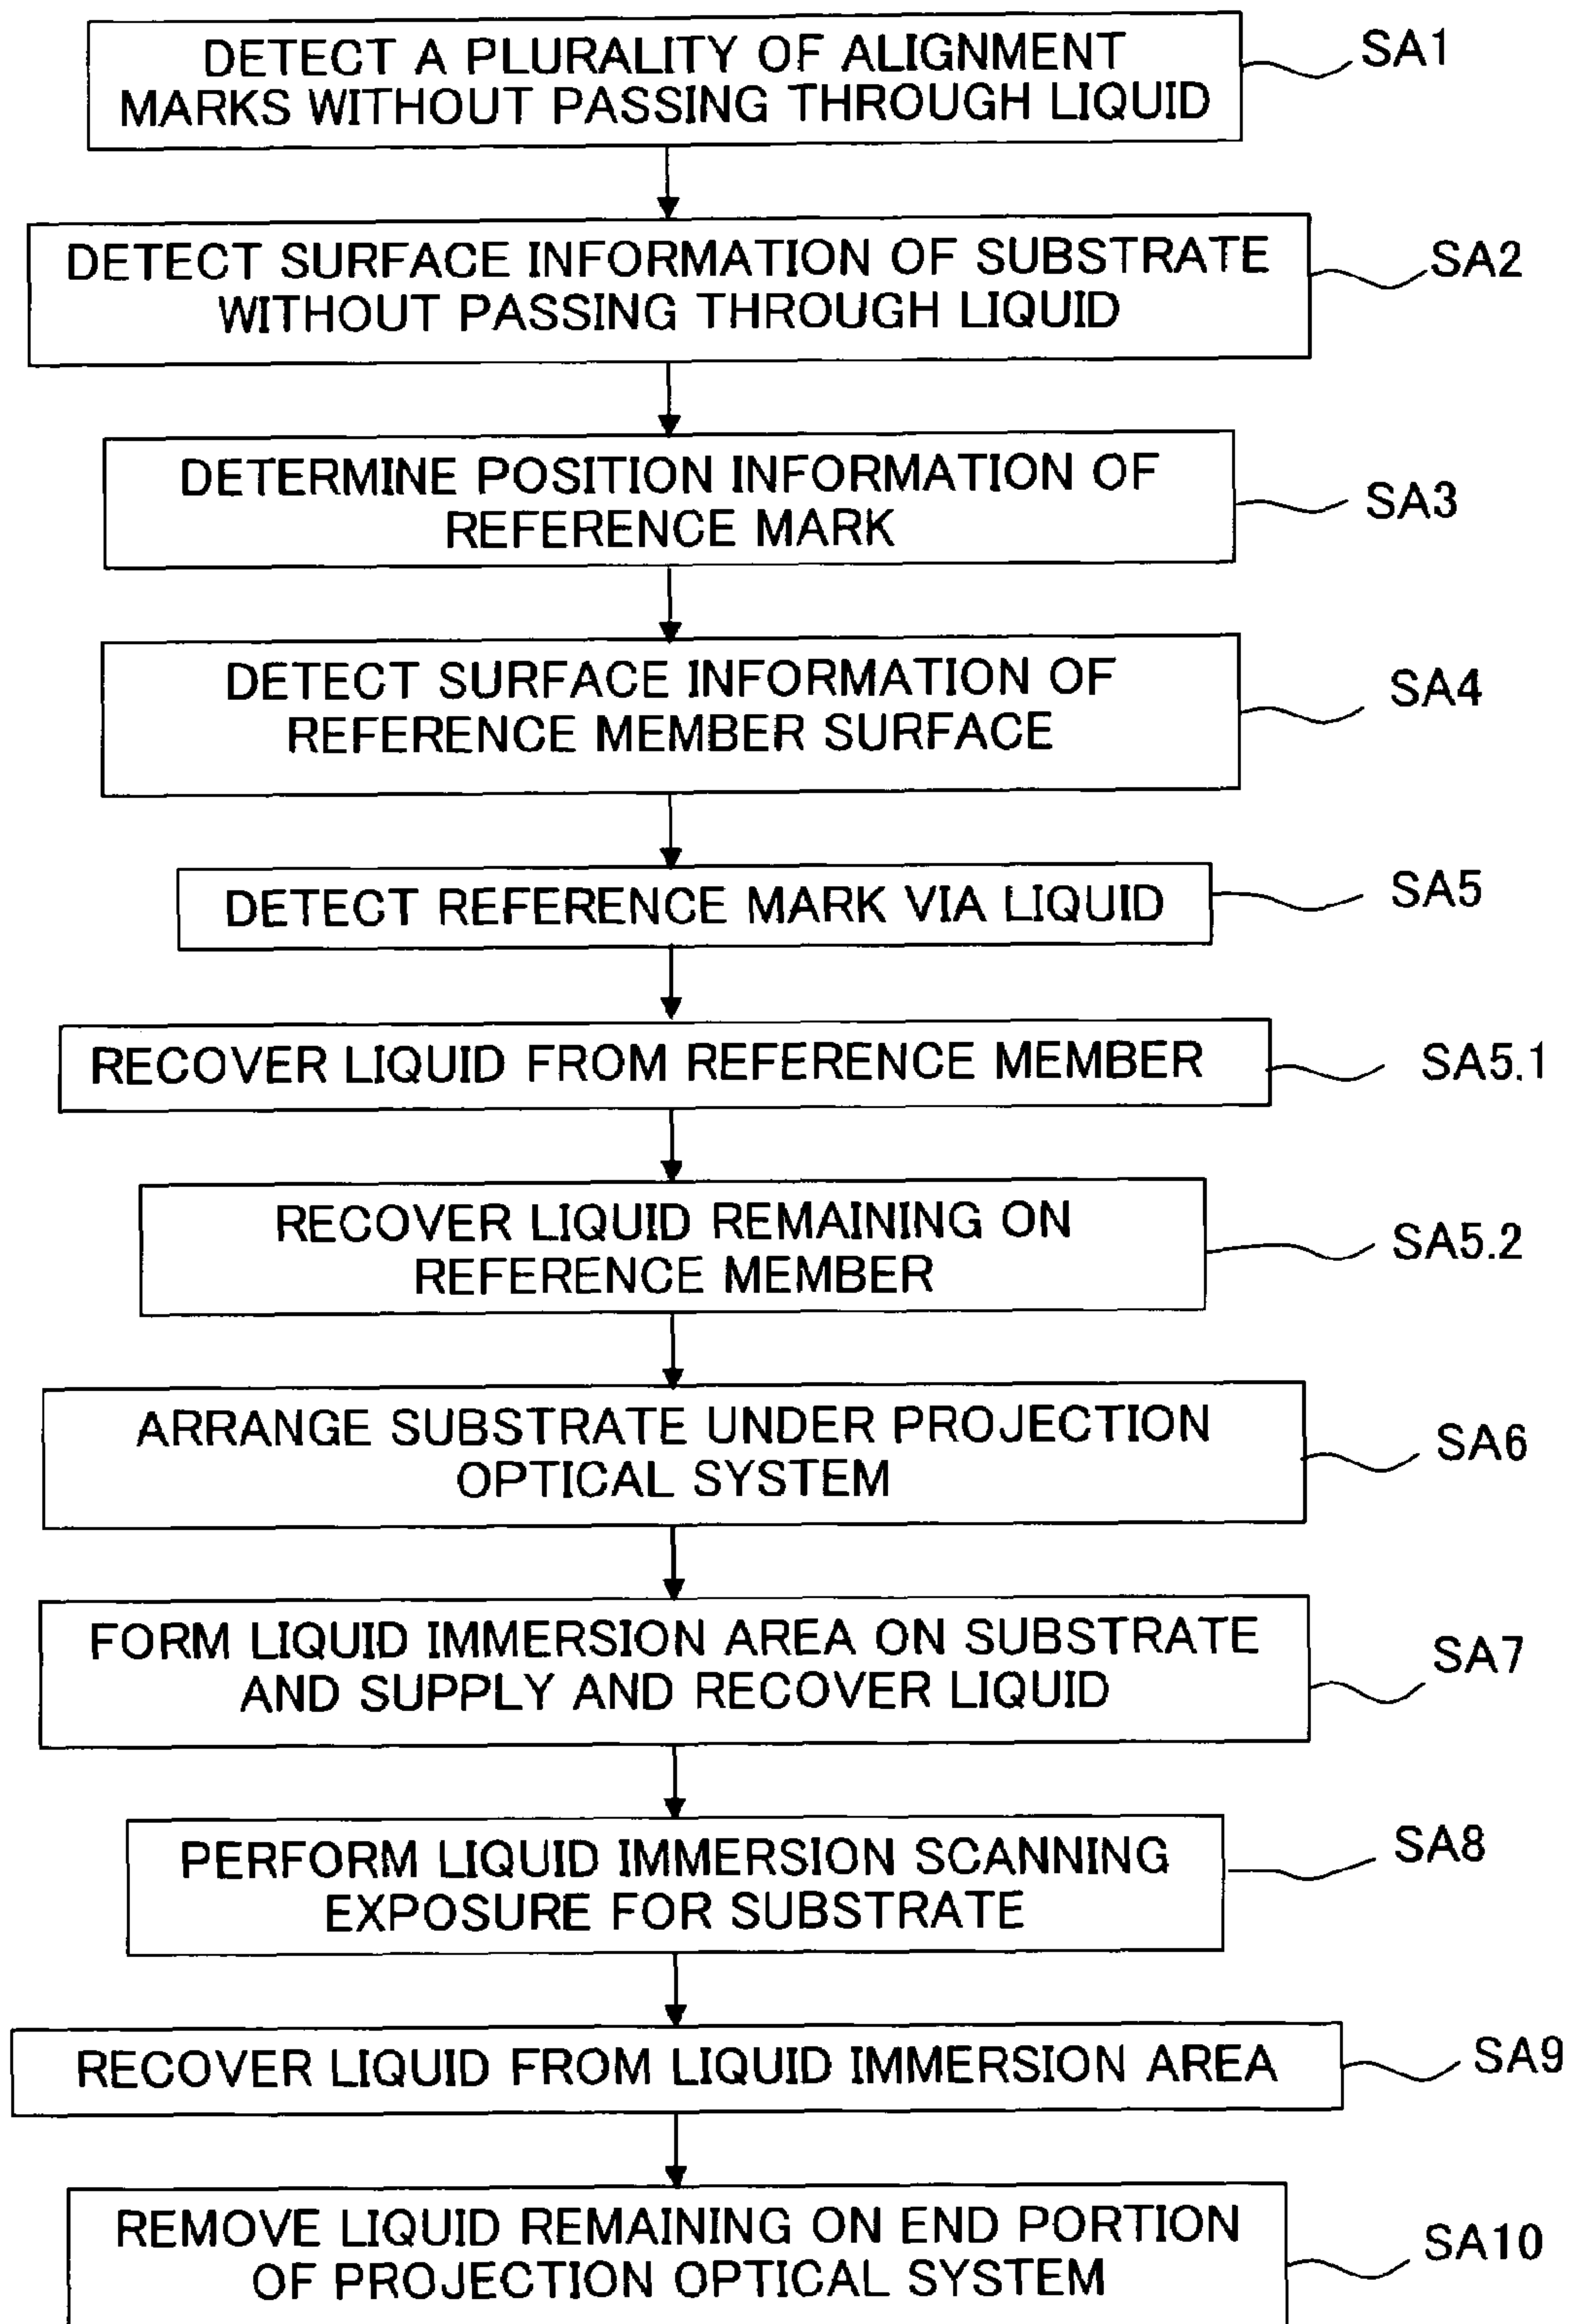 DETECT A PLURALITY OF ALIGNMENT
MARKS WITHOUT PASSING THROUGH LIQUID
SA1
DETECT SURFACE INFORMATION OF SUBSTRATE
WITHOUT PASSING THROUGH LIQUID
SA2
DETERMINE POSITION INFORMATION OF
REFERENCE MARK
SA3
DETECT SURFACE INFORMATION OF
REFERENCE MEMBER SURFACE
SA4
DETECT REFERENCE MARK VIA LIQUID
SA5
RECOVER LIQUID FROM REFERENCE MEMBER
SA5.1
RECOVER LIQUID REMAINING ON
REFERENCE MEMBER
SA5.2
ARRANGE SUBSTRATE UNDER PROJECTION
OPTICAL SYSTEM
SA6
FORM LIQUID IMMERSION AREA ON SUBSTRATE
AND SUPPLY AND RECOVER LIQUID
SA7
PERFORM LIQUID IMMERSION SCANNING
EXPOSURE FOR SUBSTRATE
SA8
RECOVER LIQUID FROM LIQUID IMMERSION AREA
SA9
REMOVE LIQUID REMAINING ON END PORTION
OF PROJECTION OPTICAL SYSTEM
SA10